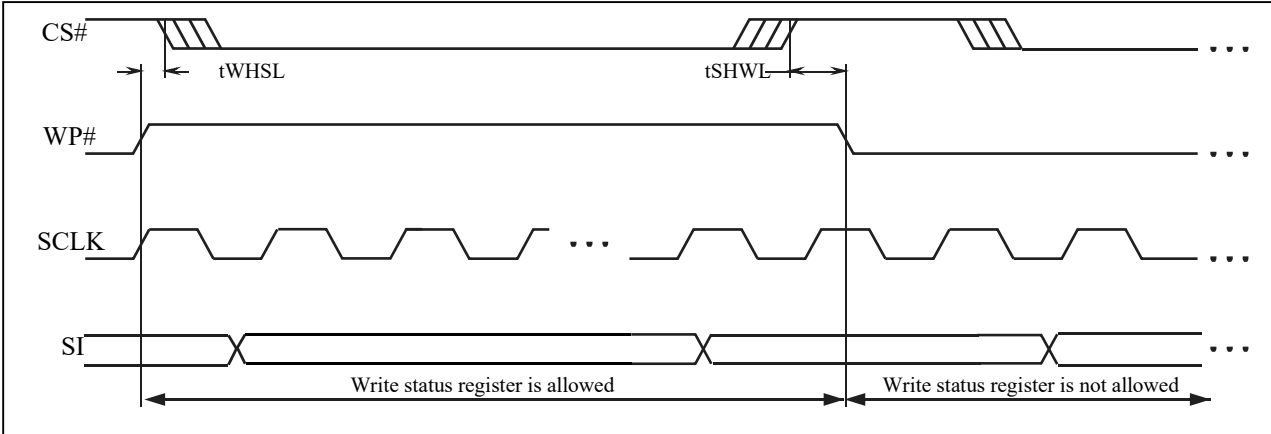 CS#
tWHSL
tSHWL
WP#
SCLK
SI
Write status register is allowed
Write status register is not allowed